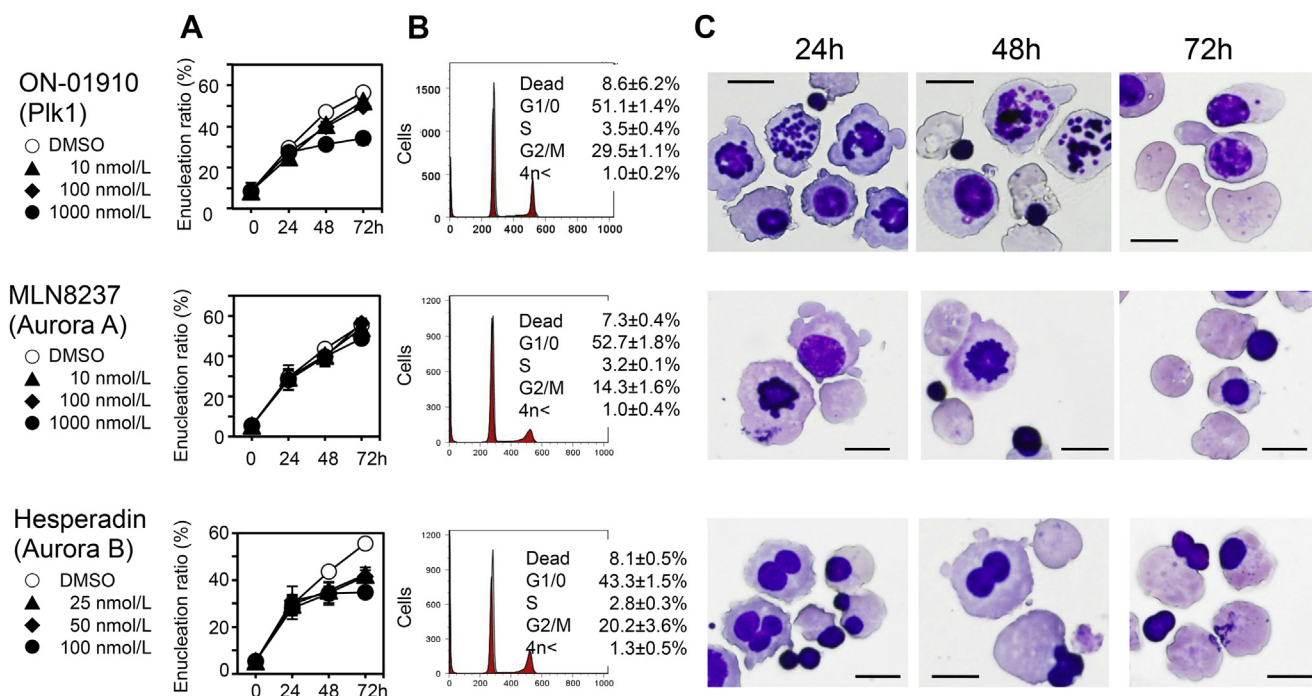 A
B
C
24h
48h
72h
ON-01910
(Plk1)
DMSO
10 nmol/L
100 nmol/L
1000 nmol/L
Enucleation ratio (%)
60
40
20
0
0 24 48 72h
Cells
1500
000
500
0
0 200 400 600 800 1000
Dead 8.6±6.2%
G1/0 51.1±1.4%
S 3.5±0.4%
G2/M 29.5±1.1%
4n< 1.0±0.2%
MLN8237
(Aurora A)
DMSO
10 nmol/L
100 nmol/L
1000 nmol/L
Enucleation ratio (%)
60
40
20
0
0 24 48 72h
Cells
1200
900
600
300
0
0 200 400 600 800 1000
Dead 7.3±0.4%
G1/0 52.7±1.8%
S 3.2±0.1%
G2/M 14.3±1.6%
4n< 1.0±0.4%
Hesperadin
(Aurora B)
DMSO
25 nmol/L
50 nmol/L
100 nmol/L
Enucleation ratio (%)
60
40
20
0
0 24 48 72h
Cells
1200
900
600
300
0
0 200 400 600 800 1000
Dead 8.1±0.5%
G1/0 43.3±1.5%
S 2.8±0.3%
G2/M 20.2±3.6%
4n< 1.3±0.5%